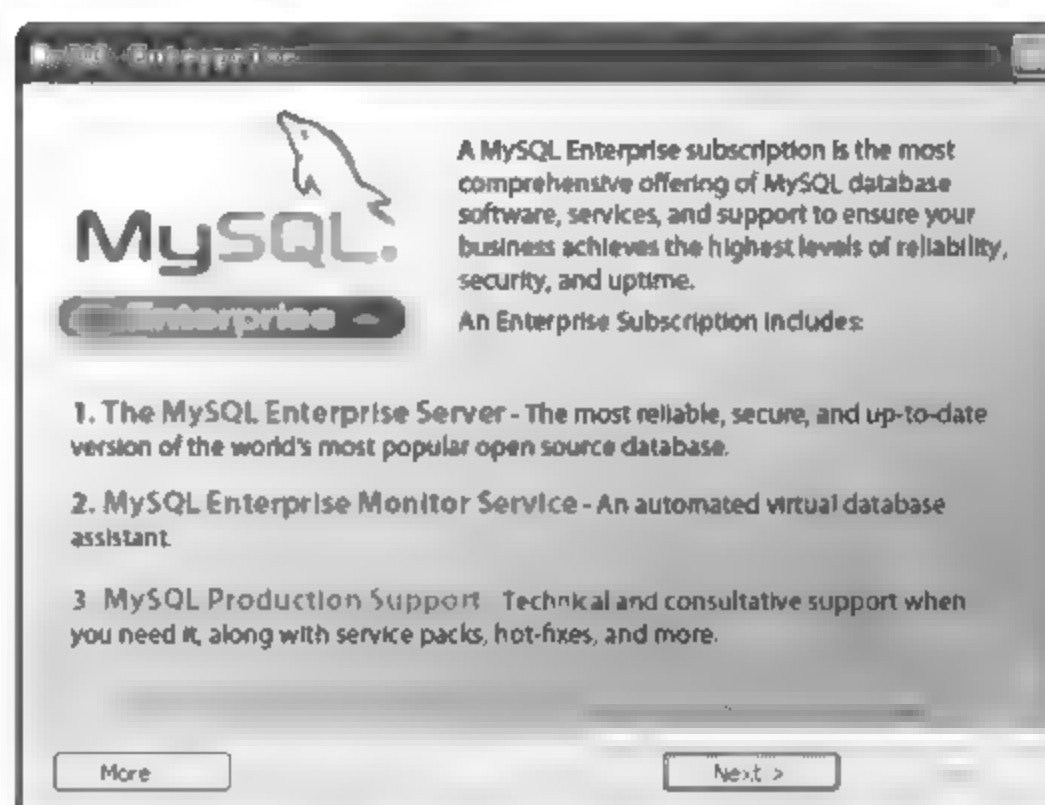 MySQL Enterprise
A MySQL Enterprise subscription is the most
comprehensive offering of MySQL database
software, services, and support to ensure your
business achieves the highest levels of reliability,
security, and uptime.
An Enterprise Subscription includes:
MySQL.
Enterprise
1. The MySQL Enterprise Server - The most reliable, secure, and up-to-date
version of the world's most popular open source database.
2. MySQL Enterprise Monitor Service - An automated virtual database
assistant.
3 MySQL Production Support Technical and consultative support when
you need it, along with service packs, hot-fixes, and more.
More
Next >